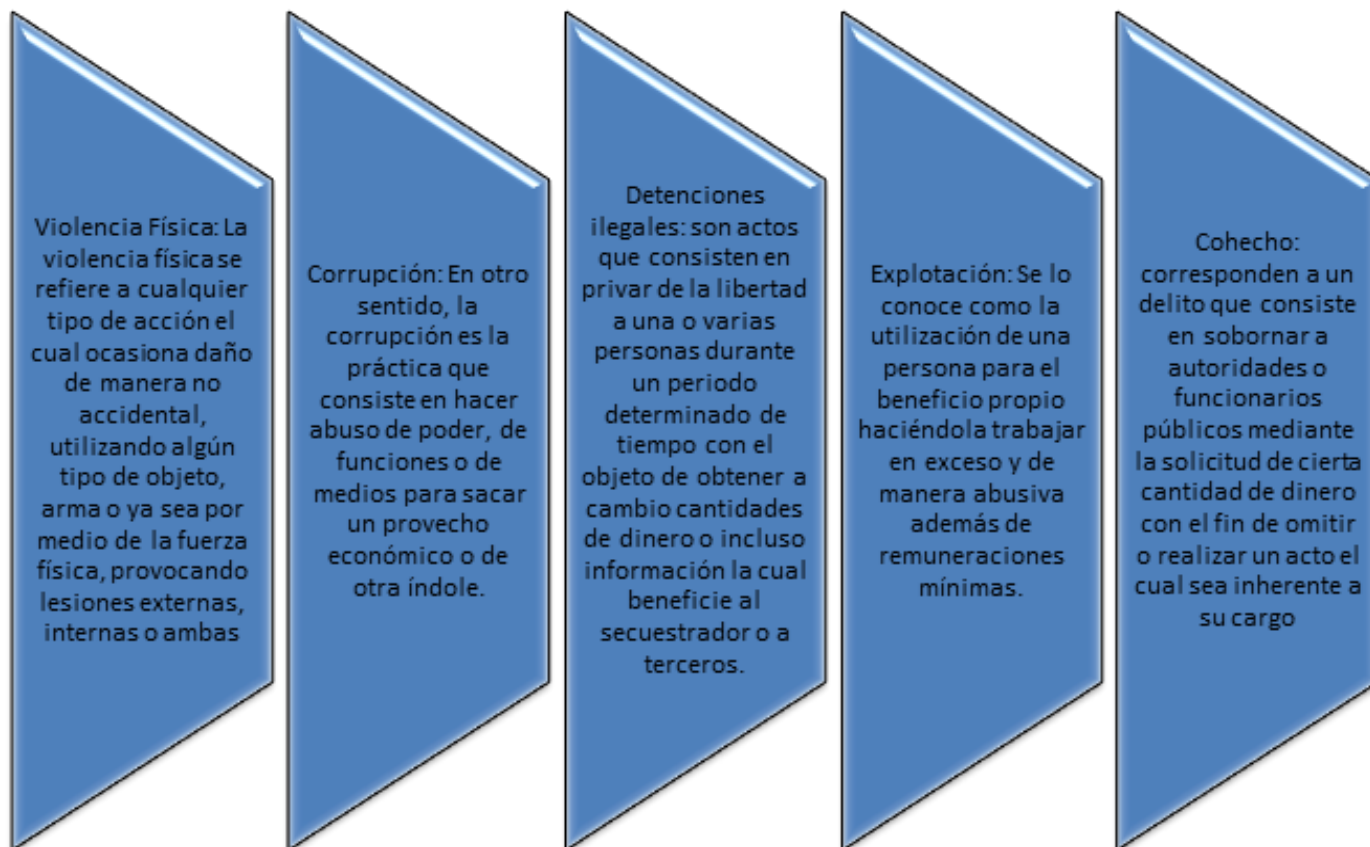 Violencia Física: La
violencia física se
refiere a cualquier
tipo de acción el
cual ocasiona daño
de manera no
accidental,
utilizando algún
tipo de objeto,
arma o ya sea por
medio de la fuerza
física, provocando
lesiones externas,
internas o ambas
Corrupción: En otro
sentido, la
corrupción es la
práctica que
consiste en hacer
abuso de poder, de
funciones o de
medios para sacar
un provecho
económico o de
otra índole.
Detenciones
ilegales: son actos
que consisten en
privar de la libertad
a una o varias
personas durante
un periodo
determinado de
tiempo con el
objeto de obtener a
cambio cantidades
de dinero o incluso
información la cual
beneficie al
secuestrador o a
terceros.
Explotación: Se lo
conoce como la
utilización de una
persona para el
beneficio propio
haciéndola trabajar
en exceso y de
manera abusiva
además de
remuneraciones
mínimas.
Cohecho:
corresponden a un
delito que consiste
en sobornar a
autoridades o
funcionarios
públicos mediante
la solicitud de cierta
cantidad de dinero
con el fin de omitir
o realizar un acto el
cual sea inherente a
su cargo